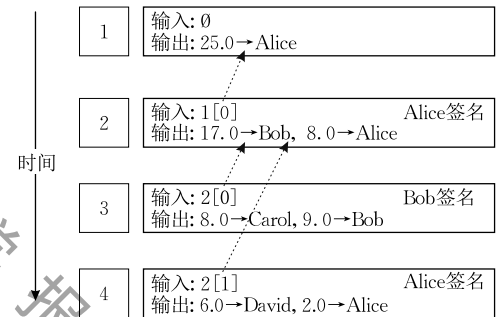 1
输入: Ø
输出: 25.0→Alice
2
输入: 1[0] Alice签名
输出: 17.0→Bob, 8.0→Alice
时间
3
输入: 2[0] Bob签名
输出: 8.0→Carol, 9.0→Bob
4
输入: 2[1] Alice签名
输出: 6.0→David, 2.0→Alice
报